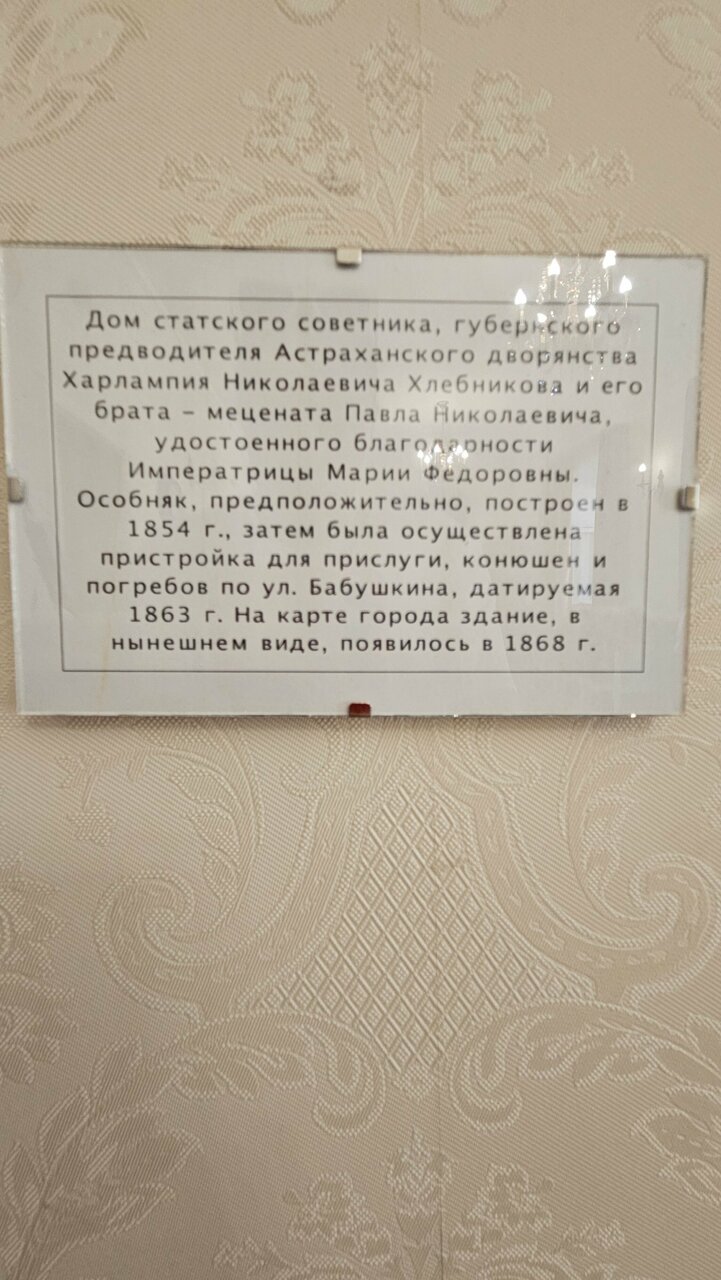 Дом статского советника, губернского
предводителя Астраханского дворянства
Харлампия Николаевича Хлебникова и его
брата – мецената Павла Николаевича,
удостоенного благодарности
Императрицы Марии Федоровны.
Особняк, предположительно, построен в
1854 г., затем была осуществлена
пристройка для прислуги, конюшен и
погребов по ул. Бабушкина, датируемая
1863 г. На карте города здание, в
нынешнем виде, появилось в 1868 г.